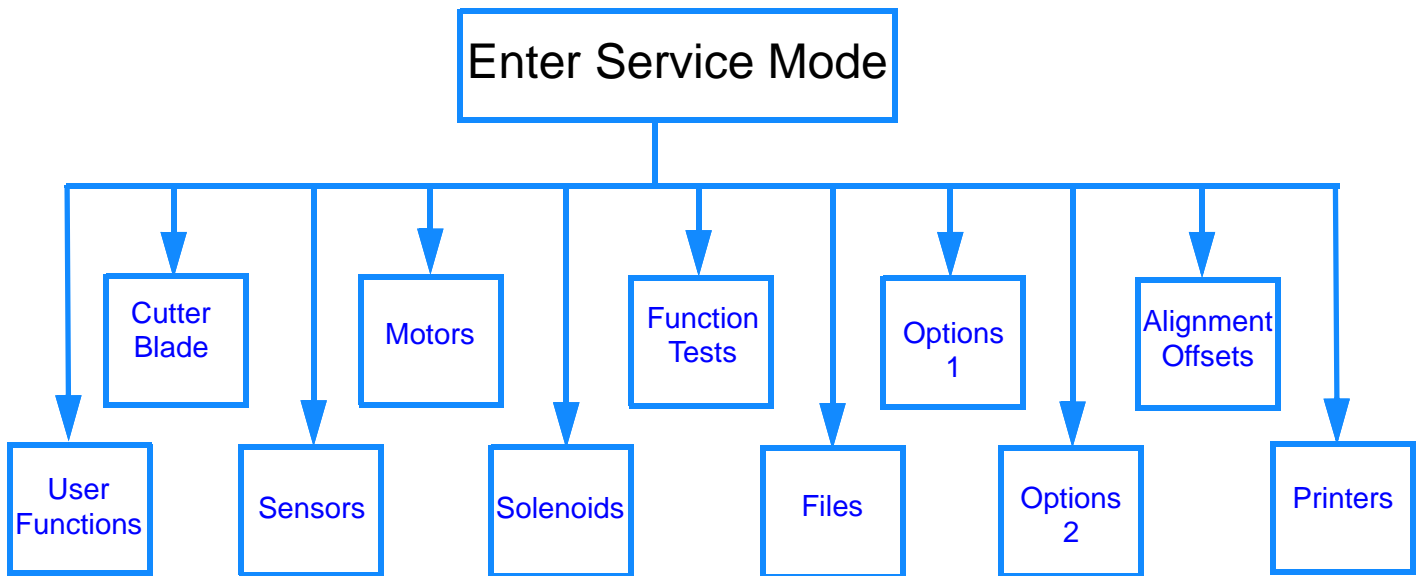 Enter Service Mode
Cutter
Blade
Motors
Function
Tests
Options
1
Alignment
Offsets
User
Functions
Sensors
Solenoids
Files
Options
2
Printers